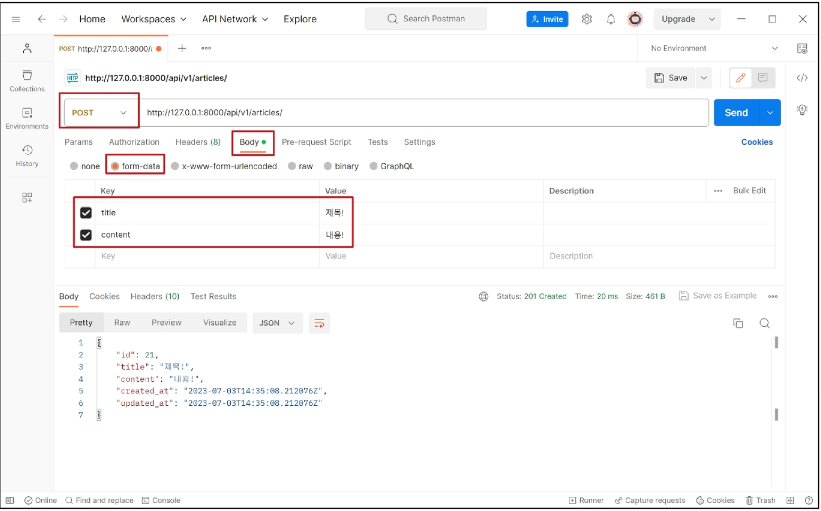 Home Workspaces API Network Explore Search Postman Invite Upgrade
POST http://127.0.0.1:8000/a No Environment
HTTP http://127.0.0.1:8000/api/v1/articles/ Save
Collections
POST http://127.0.0.1:8000/api/v1/articles/ Send
Environments
Params Authorization Headers (8) Body Pre-request Script Tests Settings Cookies
History
none form-data x-www-form-urlencoded raw binary GraphQL
Key Value Description Bulk Edit
title 제목!
content 내용!
Key Value Description
Body Cookies Headers (10) Test Results Status: 201 Created Time: 20 ms Size: 461 B Save as Example
Pretty Raw Preview Visualize JSON
1 {
2 "id": 21,
3 "title": "제목!",
4 "content": "내용!",
5 "created_at": "2023-07-03T14:35:08.212076Z",
6 "updated_at": "2023-07-03T14:35:08.212076Z"
7 }
Online Find and replace Console Runner Capture requests Cookies Trash